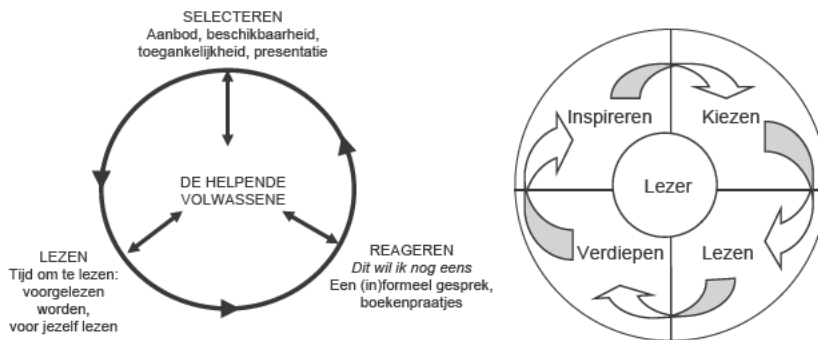 SELECTEREN
Aanbod, beschikbaarheid,
toegankelijkheid, presentatie
DE HELPENDE
VOLWASSENE
LEZEN
Tijd om te lezen:
voorgelezen
worden,
voor jezelf lezen
REAGEREN
Dit wil ik nog eens
Een (in)formeel gesprek,
boekenpraatjes
Inspireren
Kiezen
Lezer
Verdiepen
Lezen